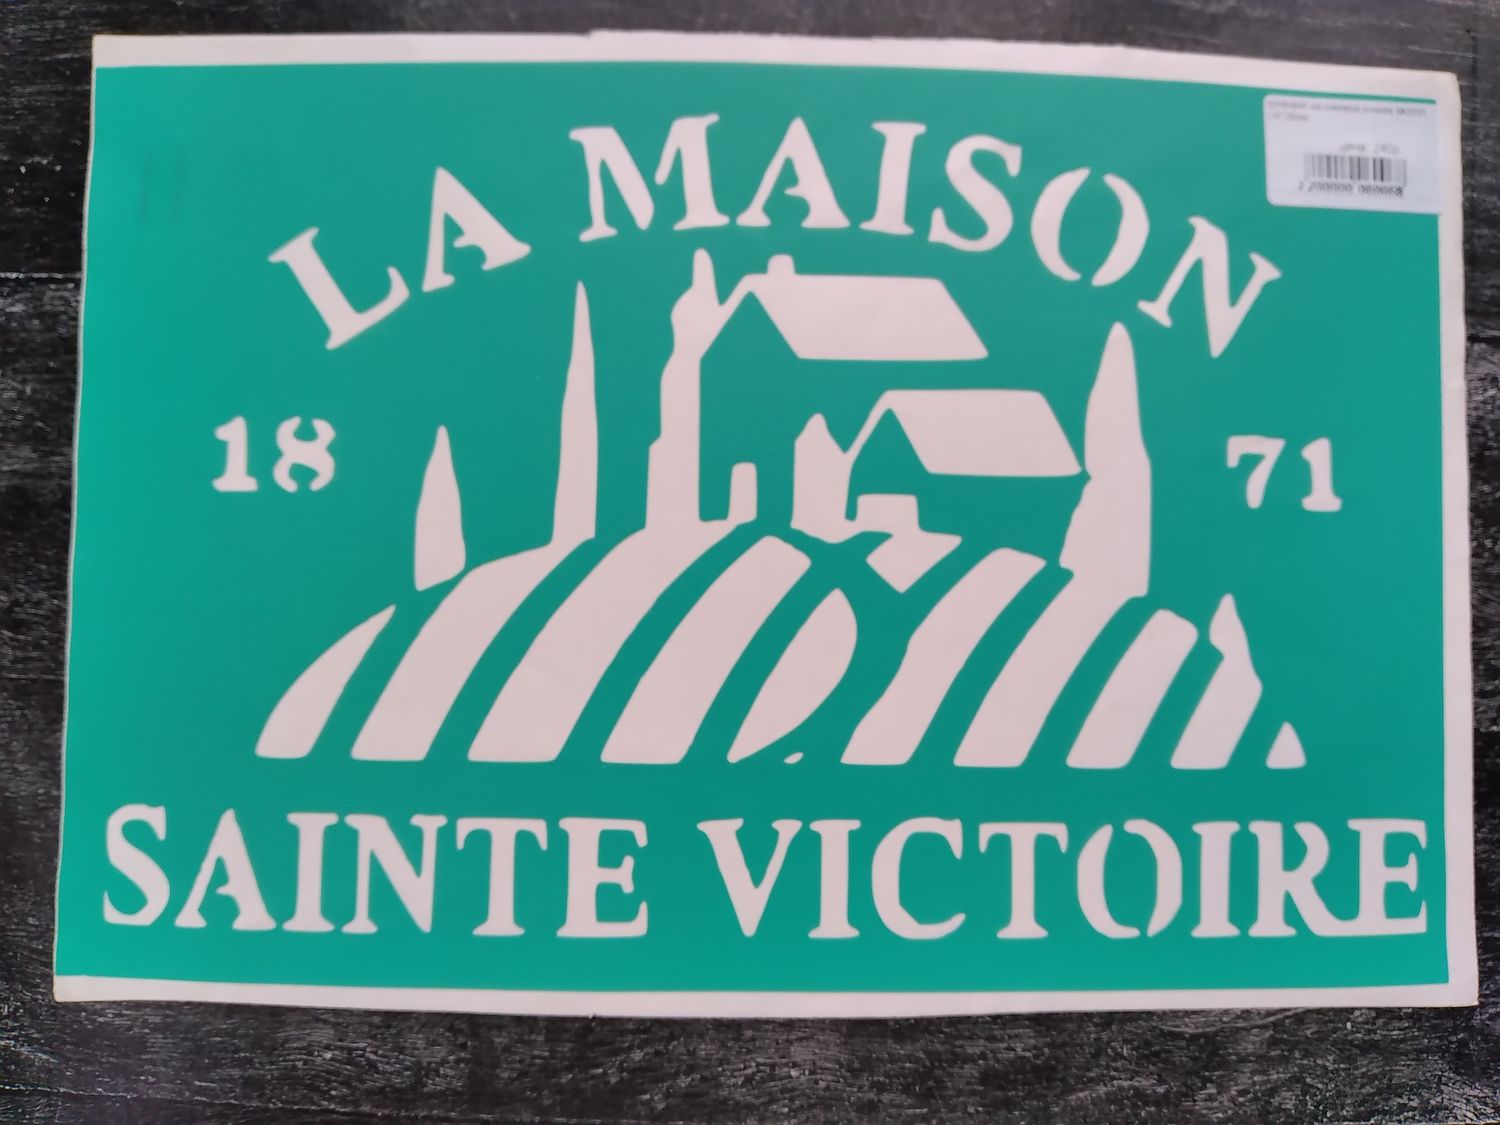 LA MAISON
18 71
SAINTE VICTOIRE